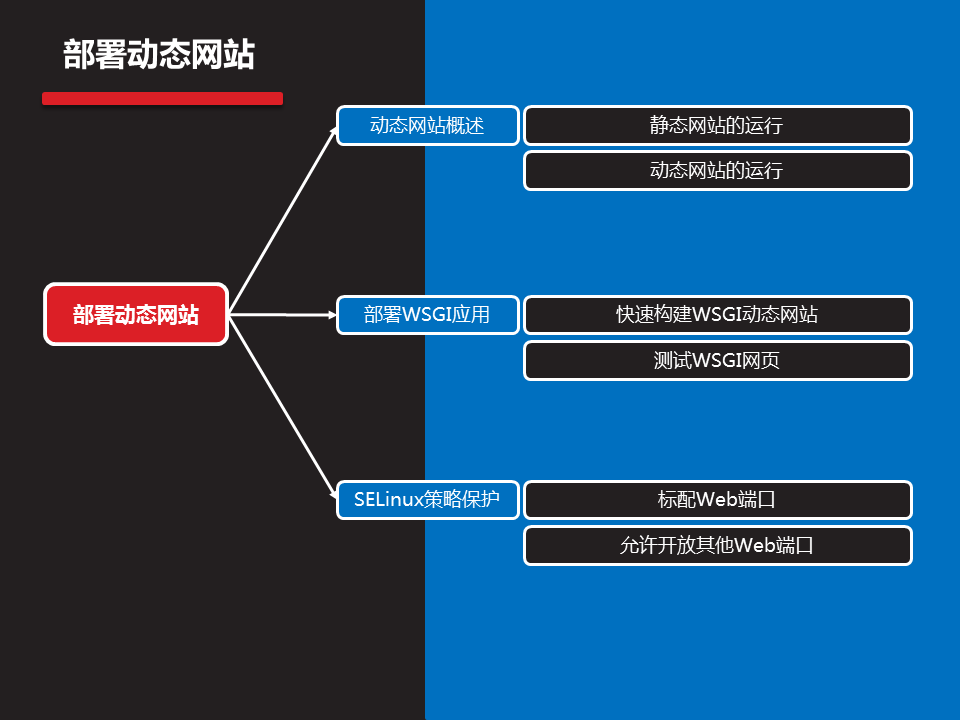 部署动态网站
动态网站概述
静态网站的运行
动态网站的运行
部署动态网站
部署WSGI应用
快速构建WSGI动态网站
测试WSGI网页
SELinux策略保护
标配Web端口
允许开放其他Web端口